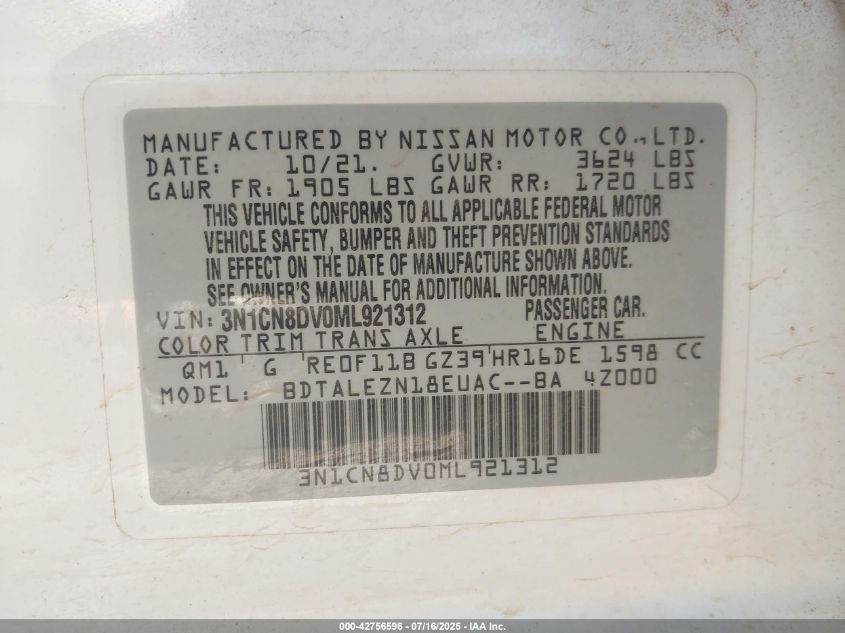 MANUFACTURED BY NISSAN MOTOR CO., LTD.
DATE: 10/21. GVWR: 3624 LBS
GAWR FR: 1905 LBS GAWR RR: 1720 LBS
THIS VEHICLE CONFORMS TO ALL APPLICABLE FEDERAL MOTOR
VEHICLE SAFETY, BUMPER AND THEFT PREVENTION STANDARDS
IN EFFECT ON THE DATE OF MANUFACTURE SHOWN ABOVE.
SEE OWNER'S MANUAL FOR ADDITIONAL INFORMATION.
VIN: 3N1CN8DV0ML921312 PASSENGER CAR.
COLOR TRIM TRANS AXLE ENGINE
QM1 G RE0F11B GZ39 HR16DE 1598 CC
MODEL: BDTALEZN18EUAC--BA 4Z000
3N1CN8DV0ML921312
000-42756596 - 07/16/2025 - IAA Inc.